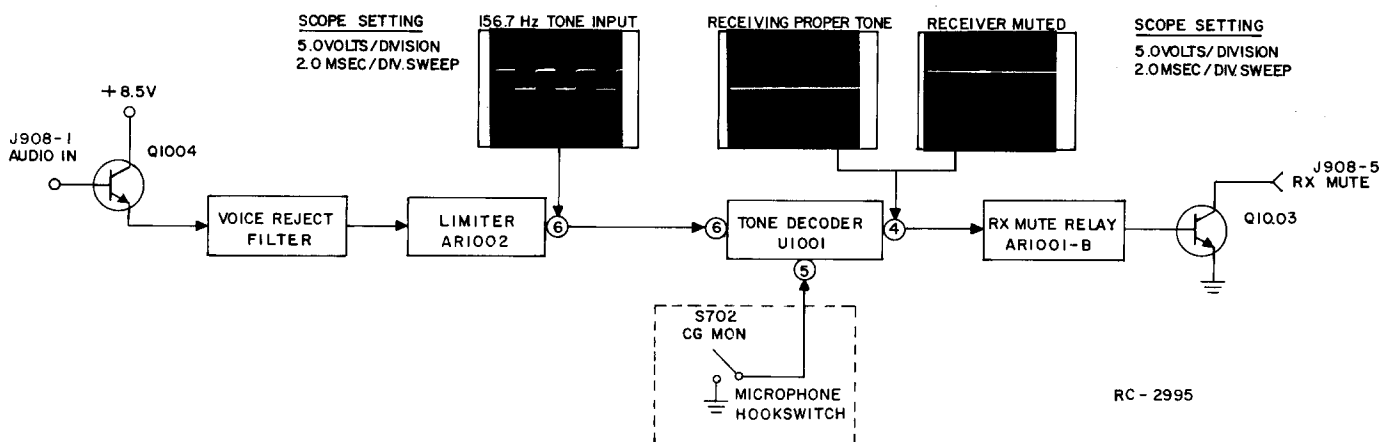 SCOPE SETTING
5.0VOLTS/DIVISION
2.0 MSEC/DIV. SWEEP
156.7 Hz TONE INPUT
RECEIVING PROPER TONE
RECEIVER MUTED
SCOPE SETTING
5.0VOLTS/DIVISION
2.0 MSEC/DIV. SWEEP
+8.5V
J908-1
AUDIO IN
Q1004
VOICE REJECT
FILTER
LIMITER
AR1002
6
6
TONE DECODER
U1001
5
4
RX MUTE RELAY
AR1001-B
J908-5
RX MUTE
Q1003
S702
CG MON
MICROPHONE
HOOKSWITCH
RC-2995